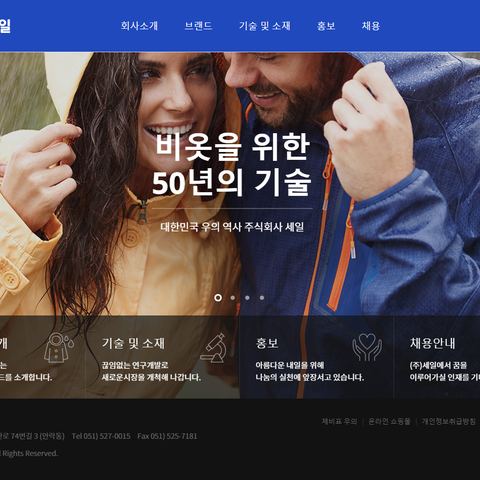 일
회사소개 브랜드 기술 및 소재 홍보 채용
비옷을 위한
50년의 기술
대한민국 우의 역사 주식회사 세일
개 기술 및 소재 홍보 채용안내
는 끊임없는 연구개발로 아름다운 내일을 위해 (주)세일에서 꿈을
드를 소개합니다. 새로운시장을 개척해 나갑니다. 나눔의 실천에 앞장서고 있습니다. 이루어가실 인재를 기
제비표 우의 | 온라인 쇼핑몰 | 개인정보취급방침
로 74번길 3 (안락동) Tel 051) 527-0015 Fax 051) 525-7181
Rights Reserved.